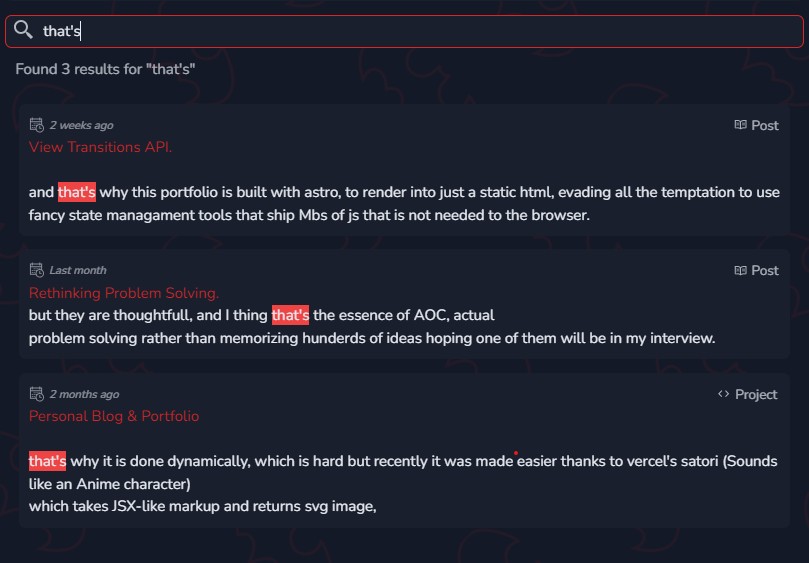 that's
Found 3 results for "that's"
2 weeks ago
Post
View Transitions API.
and that's why this portfolio is built with astro, to render into just a static html, evading all the temptation to use
fancy state managament tools that ship Mbs of js that is not needed to the browser.
Last month
Post
Rethinking Problem Solving.
but they are thoughtfull, and I thing that's the essence of AOC, actual
problem solving rather than memorizing hunderds of ideas hoping one of them will be in my interview.
2 months ago
Project
Personal Blog & Portfolio
that's why it is done dynamically, which is hard but recently it was made easier thanks to vercel's satori (Sounds
like an Anime character)
which takes JSX-like markup and returns svg image,